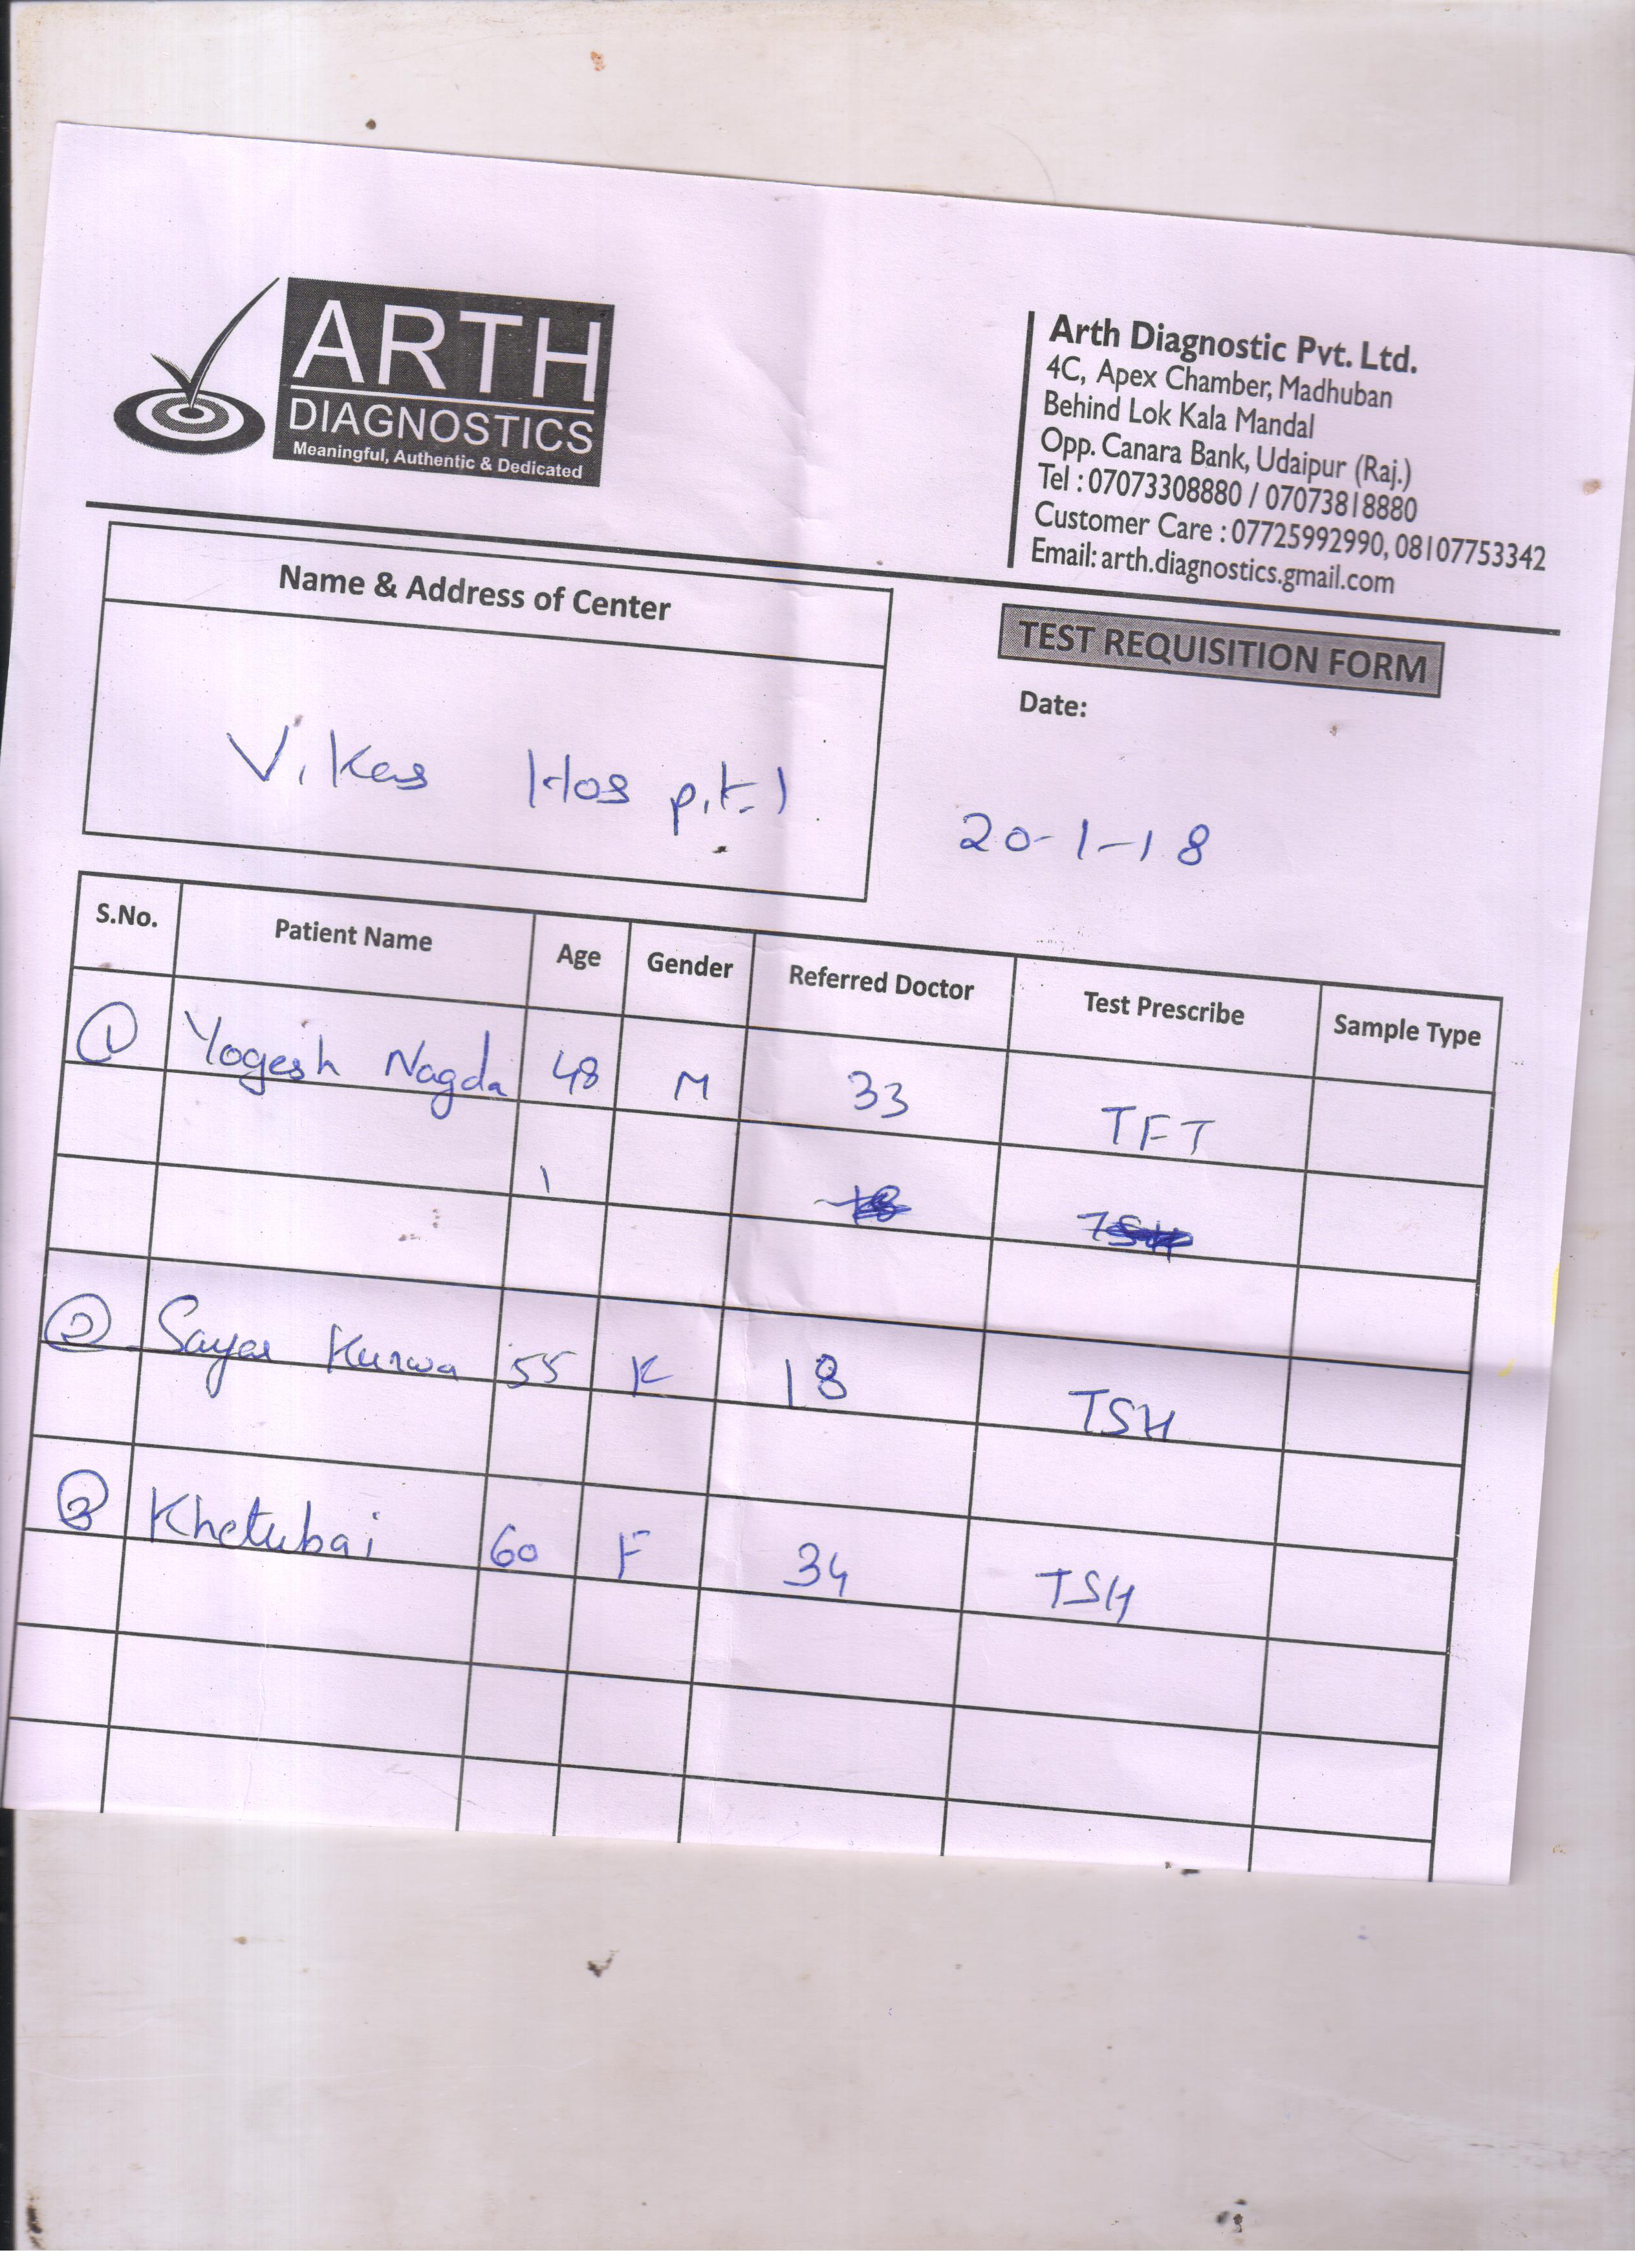 ARTH
DIAGNOSTICS
Meaningful, Authentic & Dedicated
Arth Diagnostic Pvt. Ltd.
4C, Apex Chamber, Madhuban
Behind Lok Kala Mandal
Opp. Canara Bank, Udaipur (Raj.)
Tel : 07073308880 / 07073818880
Customer Care : 07725992990, 08107753342
Email: arth.diagnostics.gmail.com
Name & Address of Center
Vikas Hospital
TEST REQUISITION FORM
Date:
20-1-18
S.No. Patient Name Age Gender Referred Doctor Test Prescribe Sample Type
1 Yogesh Nagda 48 M 33 TFT
2 Sayar 55 18 TSH
3 Khetubai 60 F 34 TSH